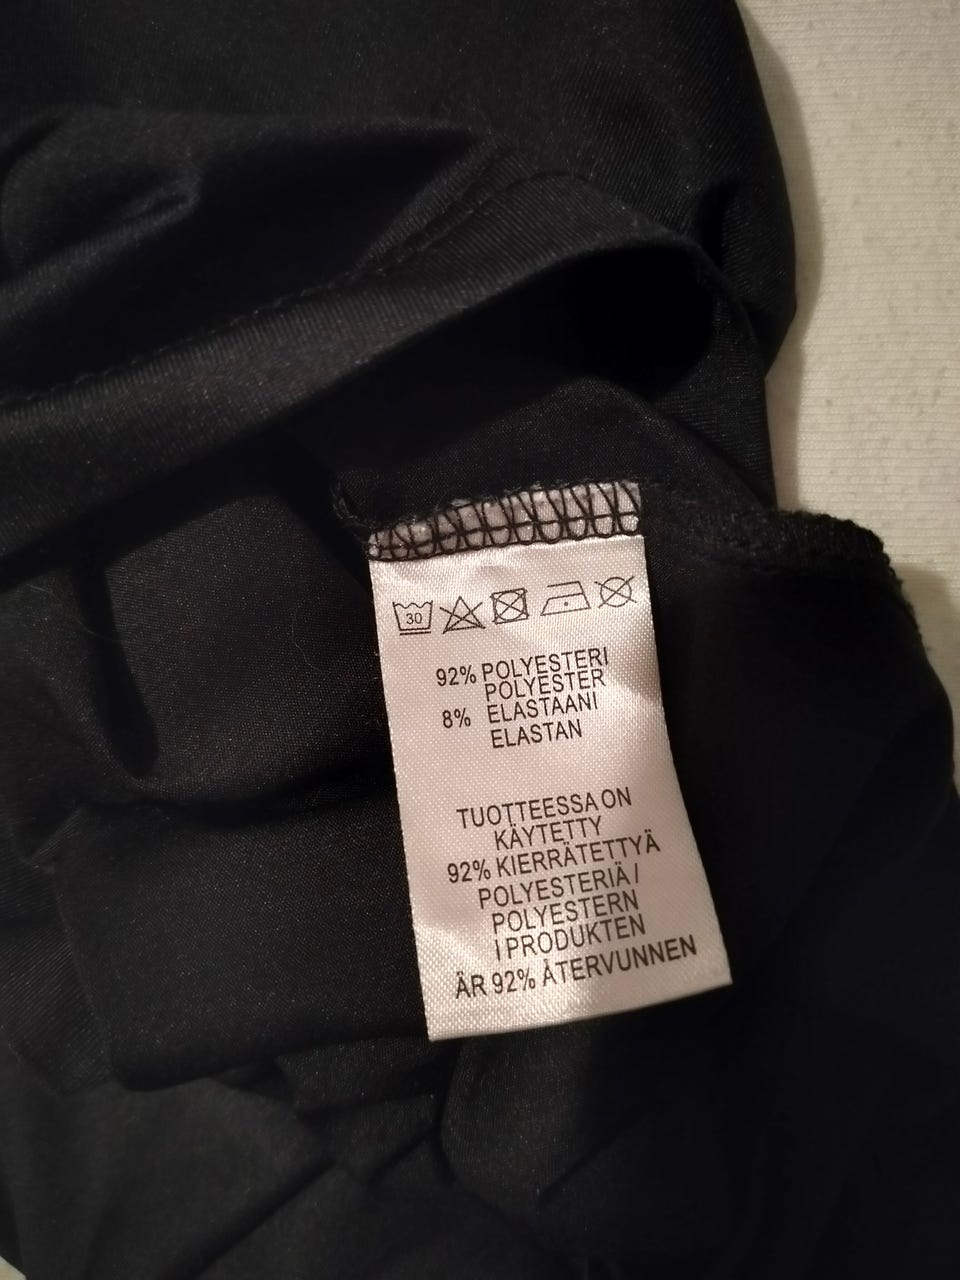 30
92% POLYESTERI
POLYESTER
8% ELASTAANI
ELASTAN
TUOTTEESSA ON
KÄYTETTY
92% KIERRÄTETTYÄ
POLYESTERIÄ /
POLYESTERN
I PRODUKTEN
ÄR 92% ÅTERVUNNEN